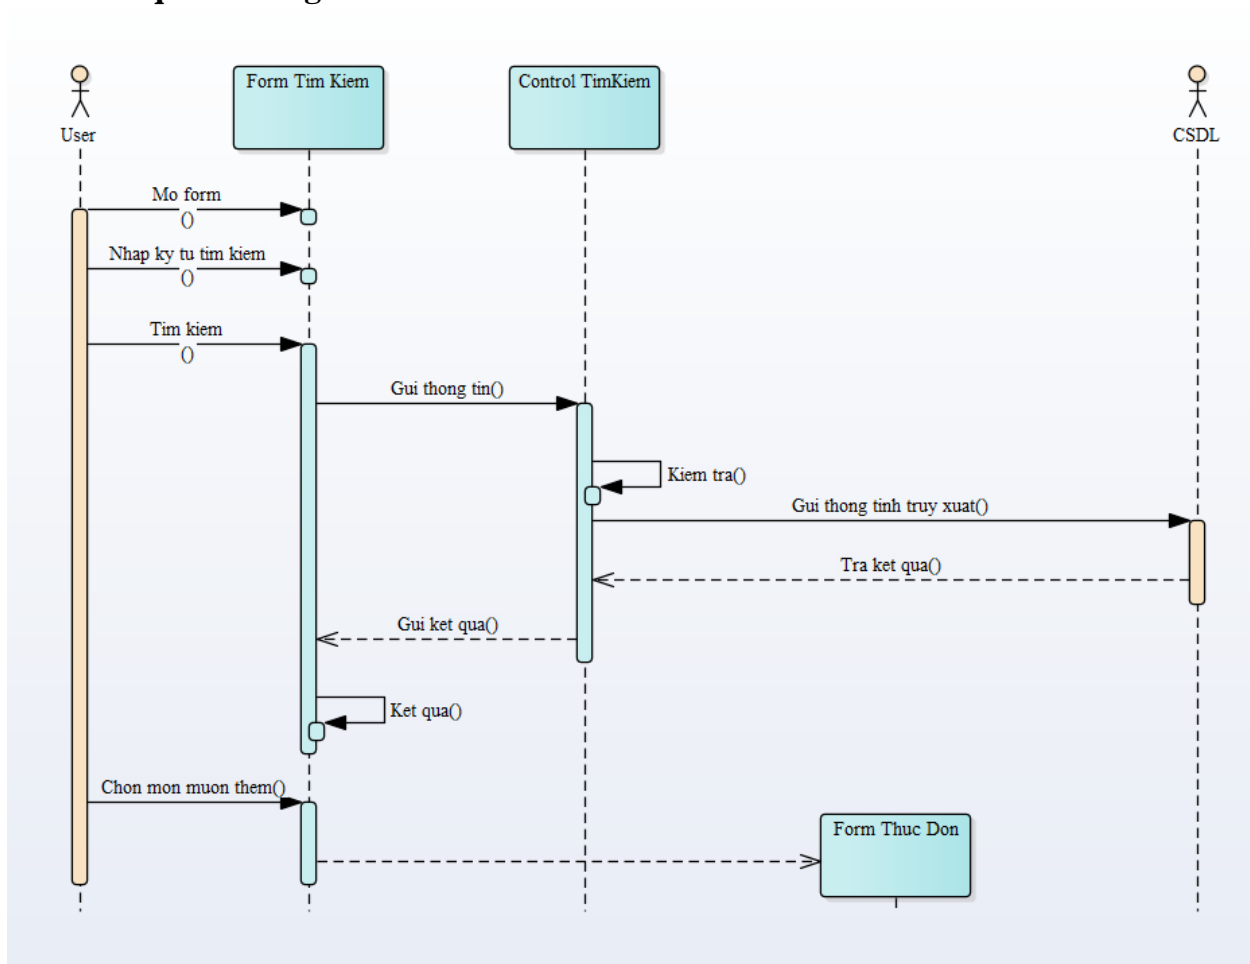 Form Tim Kiem
Control TimKiem
User
CSDL
Mo form
()
Nhap ky tu tim kiem
()
Tim kiem
()
Gui thong tin()
Kiem tra()
Gui thong tinh truy xuat()
Tra ket qua()
Gui ket qua()
Ket qua()
Chon mon muon them()
Form Thuc Don